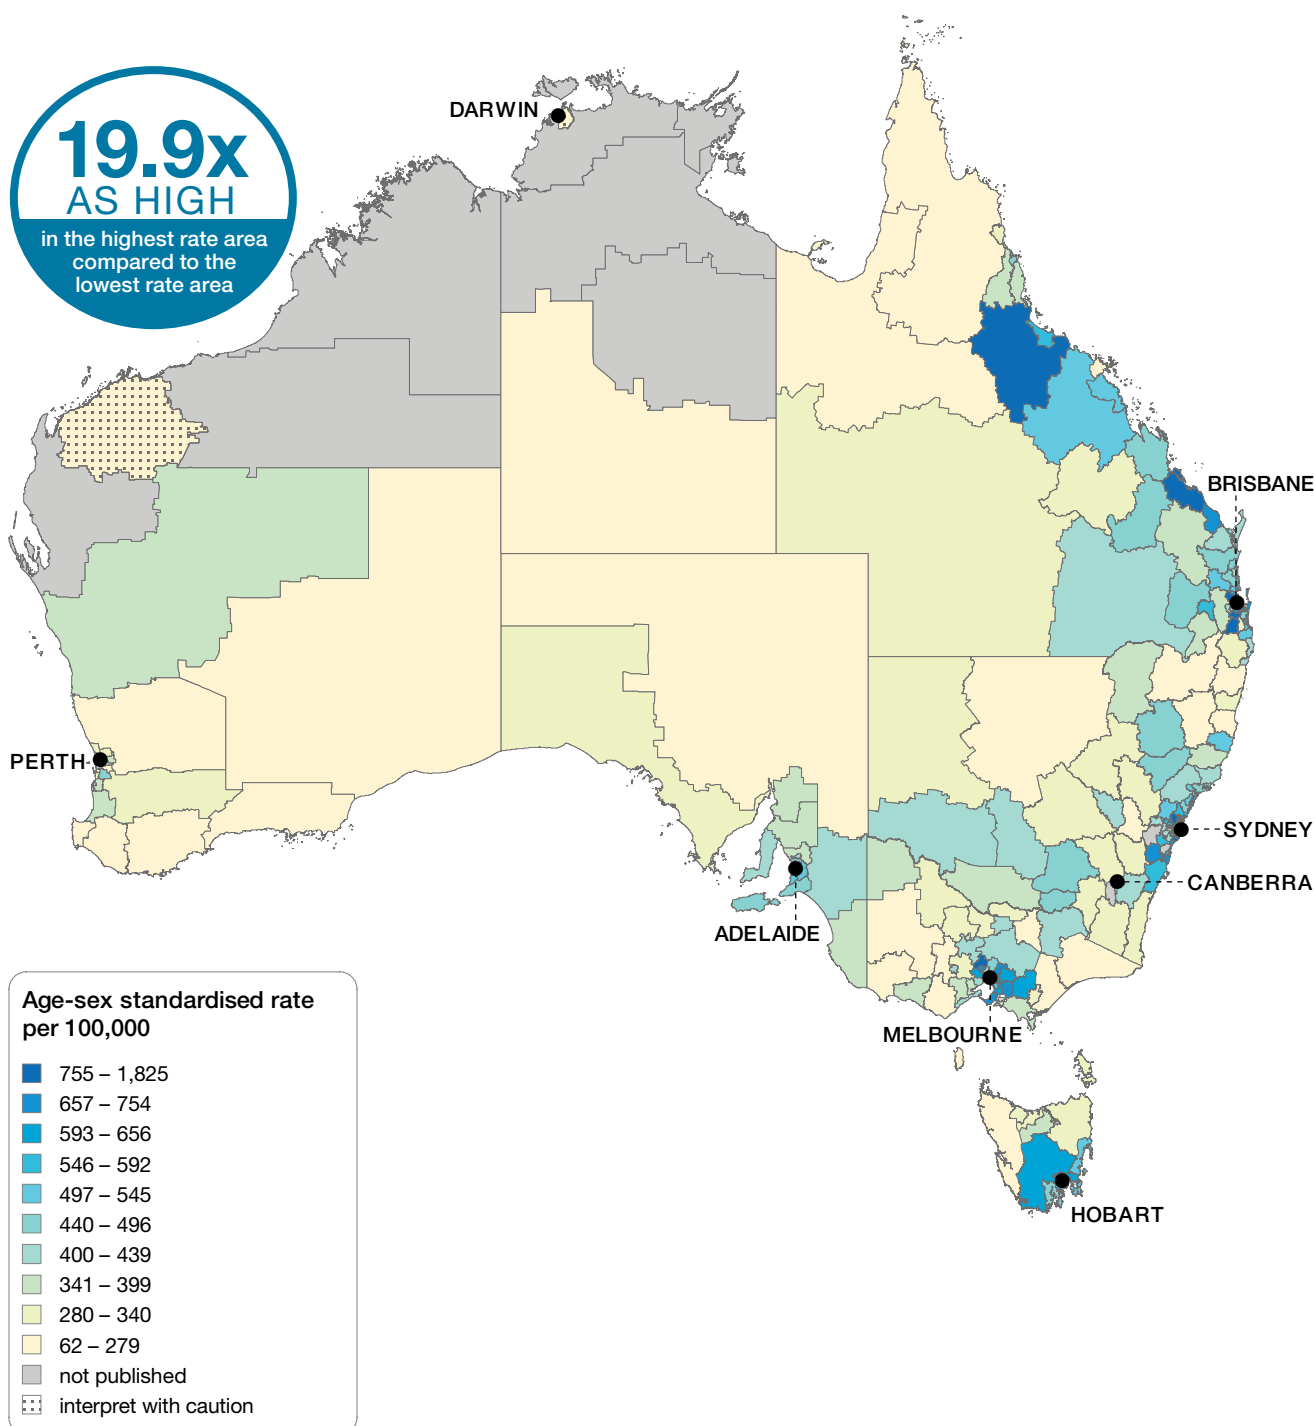 DARWIN
19.9x
AS HIGH
in the highest rate area
compared to the
lowest rate area
BRISBANE
PERTH
SYDNEY
CANBERRA
ADELAIDE
MELBOURNE
HOBART
Age-sex standardised rate
per 100,000
755 – 1,825
657 – 754
593 – 656
546 – 592
497 – 545
440 – 496
400 – 439
341 – 399
280 – 340
62 – 279
not published
interpret with caution